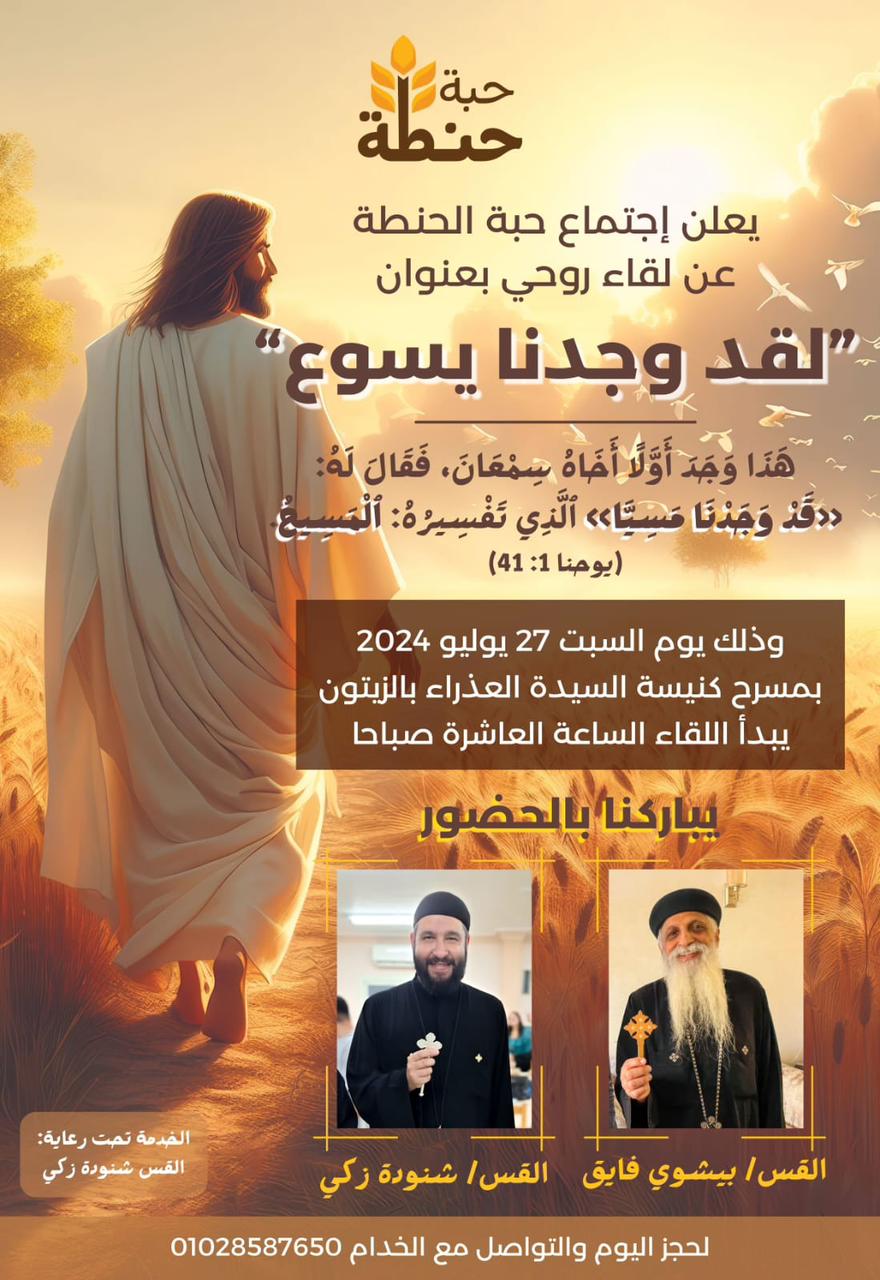 حبة
حنطة
يعلن إجتماع حبة الحنطة
عن لقاء روحي بعنوان
”لقد وجدنا يسوع“
هَذَا وَجَدَ أَوَّلًا أَخَاهُ سِمْعَانَ، فَقَالَ لَهُ:
«قَدْ وَجَدْنَا مَسِيَّا» ٱلَّذِي تَفْسِيرُهُ: ٱلْمَسِيحُ.
(يوحنا 1: 41)
وذلك يوم السبت 27 يوليو 2024
بمسرح كنيسة السيدة العذراء بالزيتون
يبدأ اللقاء الساعة العاشرة صباحا
يباركنا بالحضور
القس/ بيشوي فايق
القس/ شنودة زكي
الخدمة تحت رعاية:
القس شنودة زكي
لحجز اليوم والتواصل مع الخدام 01028587650